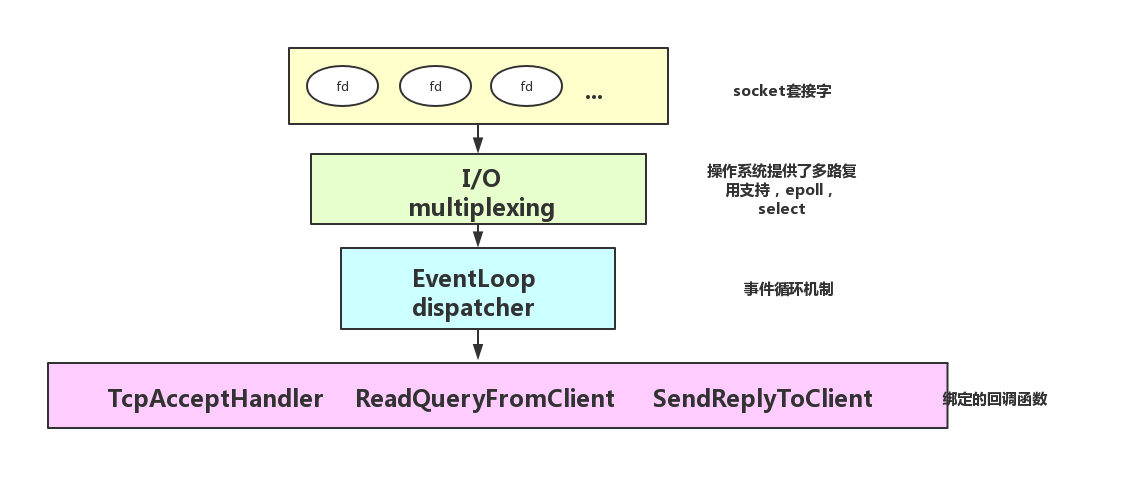 fd fd fd ... socket套接字
I/O
multiplexing
操作系统提供了多路复
用支持，epoll，
select
EventLoop
dispatcher
事件循环机制
TcpAcceptHandler ReadQueryFromClient SendReplyToClient 绑定的回调函数